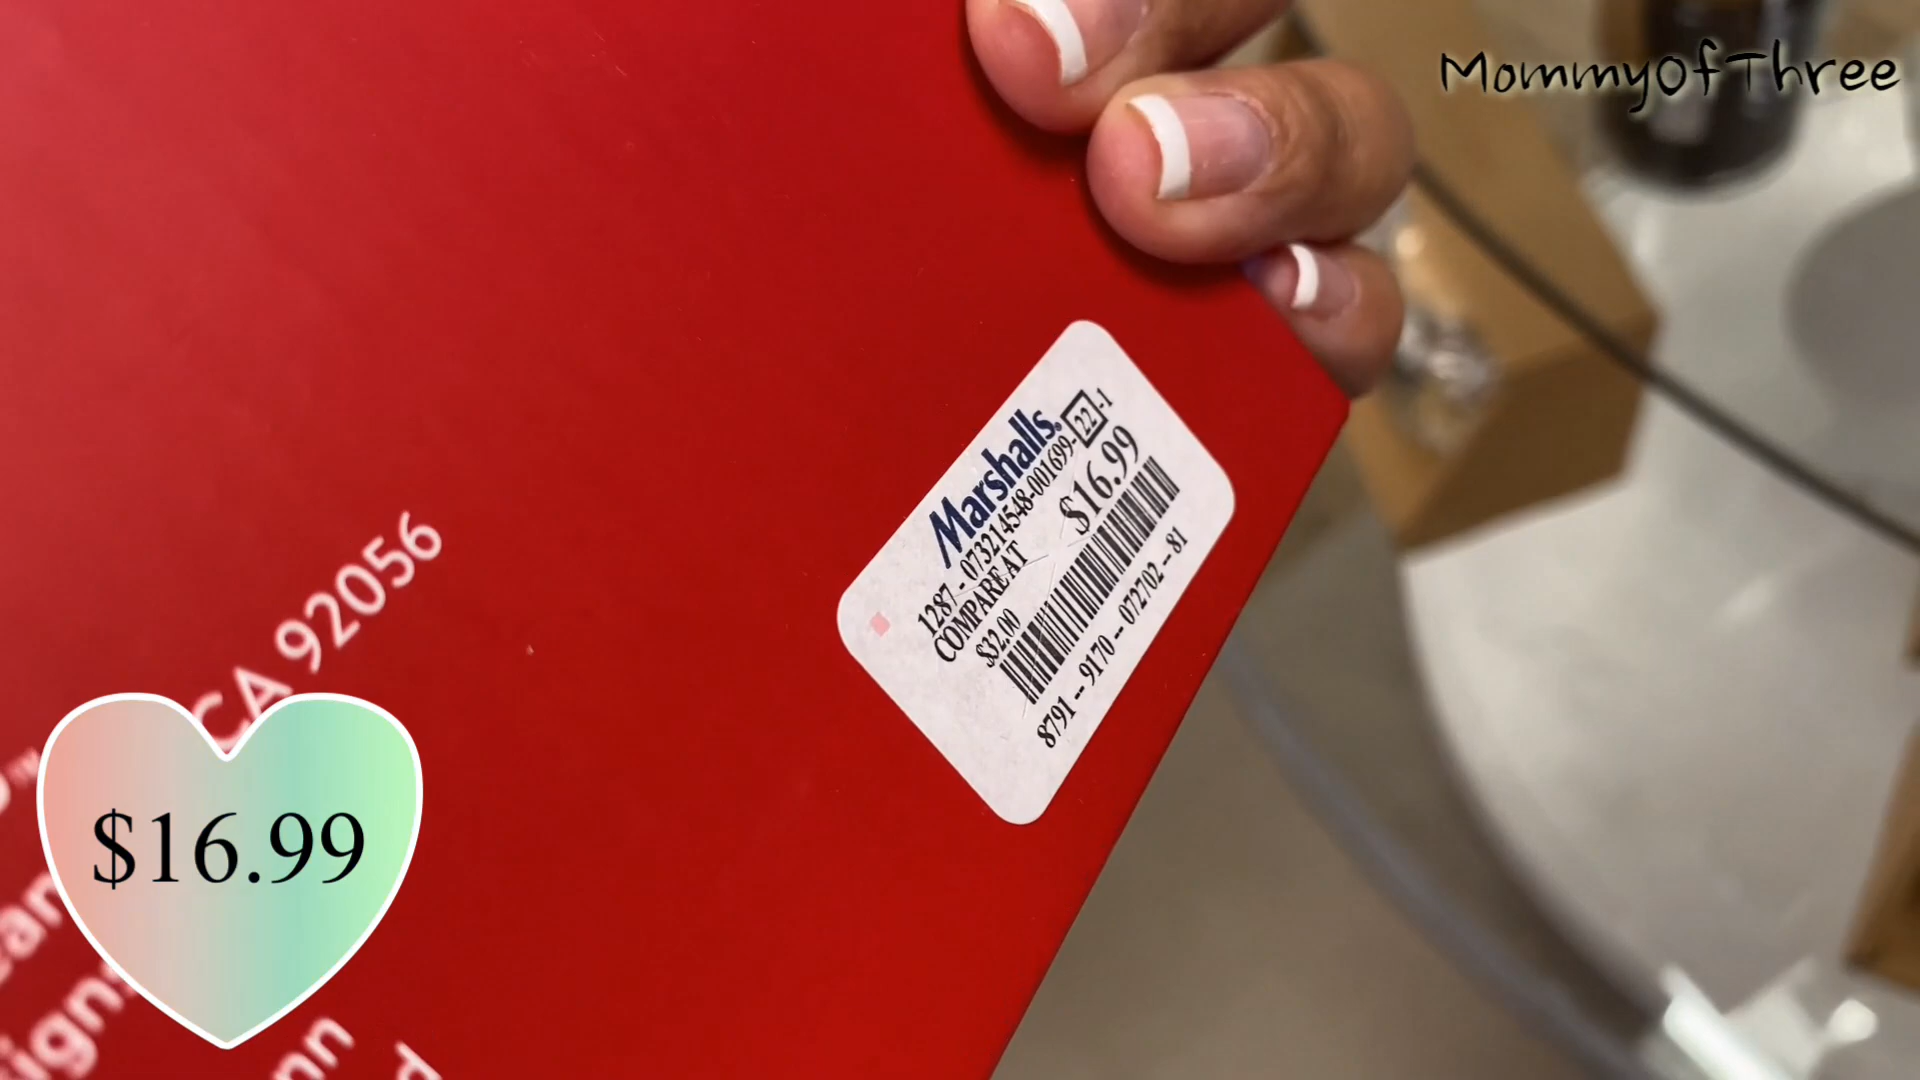 MommyOfThree
Marshalls®
1287 - 073214548-001699- 22 -1
COMPARE AT
$16.99
$32.00
8791 -- 9170 -- 072702 -- 81
CA 92056
$16.99